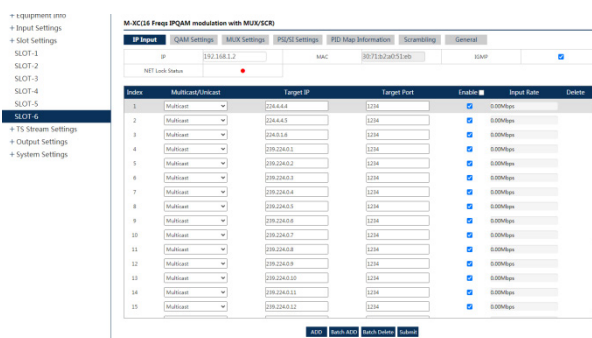 + Equipment Info
+ Input Settings
+ Slot Settings
SLOT-1
SLOT-2
SLOT-3
SLOT-4
SLOT-5
SLOT-6
+ TS Stream Settings
+ Output Settings
+ System Settings
M-XC(16 Freqs IPQAM modulation with MUX/SCR)
IP Input QAM Settings MUX Settings PSI/SI Settings PID Map Information Scrambling General
IP 192.168.1.2 MAC 30:71:b2:a0:51:eb IGMP
NET Lock Status
Index Multicast/Unicast Target IP Target Port Enable Input Rate Delete
1 Multicast 224.4.4.4 1234 0.00Mbps
2 Multicast 224.4.4.5 1234 0.00Mbps
3 Multicast 224.0.1.6 1234 0.00Mbps
4 Multicast 239.224.0.1 1234 0.00Mbps
5 Multicast 239.224.0.2 1234 0.00Mbps
6 Multicast 239.224.0.3 1234 0.00Mbps
7 Multicast 239.224.0.4 1234 0.00Mbps
8 Multicast 239.224.0.5 1234 0.00Mbps
9 Multicast 239.224.0.6 1234 0.00Mbps
10 Multicast 239.224.0.7 1234 0.00Mbps
11 Multicast 239.224.0.8 1234 0.00Mbps
12 Multicast 239.224.0.9 1234 0.00Mbps
13 Multicast 239.224.0.10 1234 0.00Mbps
14 Multicast 239.224.0.11 1234 0.00Mbps
15 Multicast 239.224.0.12 1234 0.00Mbps
ADD Batch ADD Batch Delete Submit